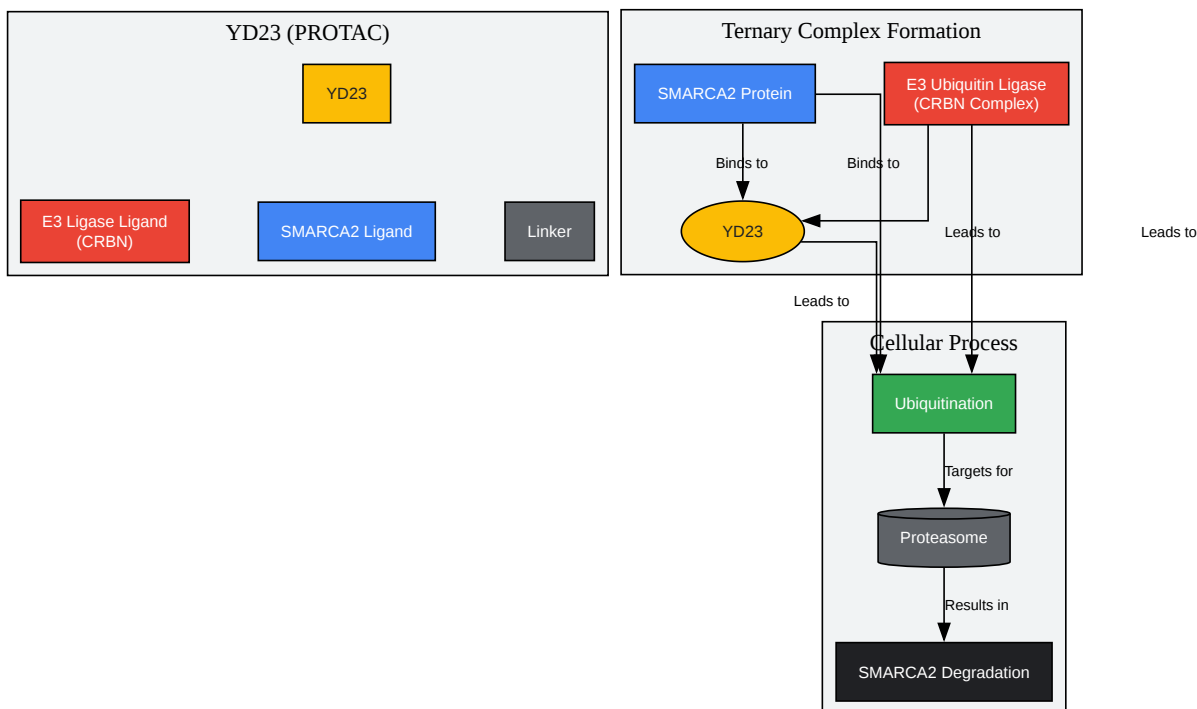 YD23 (PROTAC)
YD23
E3 Ligase Ligand
(CRBN)
SMARCA2 Ligand
Linker
Ternary Complex Formation
SMARCA2 Protein
E3 Ubiquitin Ligase
(CRBN Complex)
Binds to
Binds to
YD23
Leads to
Leads to
Leads to
Cellular Process
Ubiquitination
Targets for
Proteasome
Results in
SMARCA2 Degradation